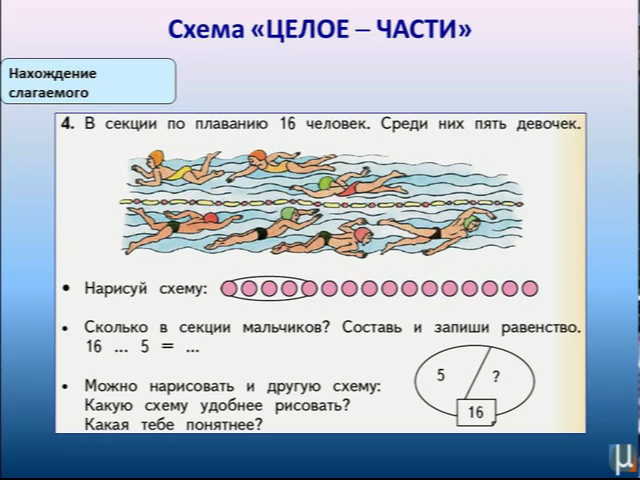 Схема «ЦЕЛОЕ – ЧАСТИ»
Нахождение
слагаемого
4. В секции по плаванию 16 человек. Среди них пять девочек.
• Нарисуй схему:
• Сколько в секции мальчиков? Составь и запиши равенство.
16 ... 5 = ...
• Можно нарисовать и другую схему:
Какую схему удобнее рисовать?
Какая тебе понятнее?
5 ?
16
μ